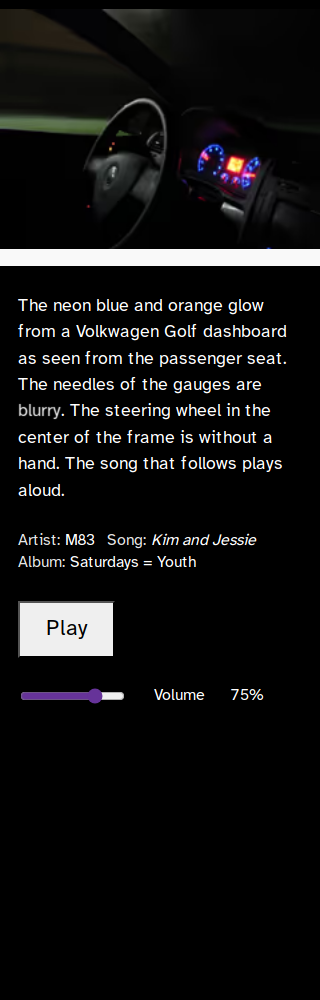 The neon blue and orange glow
from a Volkwagen Golf dashboard
as seen from the passenger seat.
The needles of the gauges are
blurry. The steering wheel in the
center of the frame is without a
hand. The song that follows plays
aloud.
Artist: M83 Song: Kim and Jessie
Album: Saturdays = Youth
Play
Volume 75%